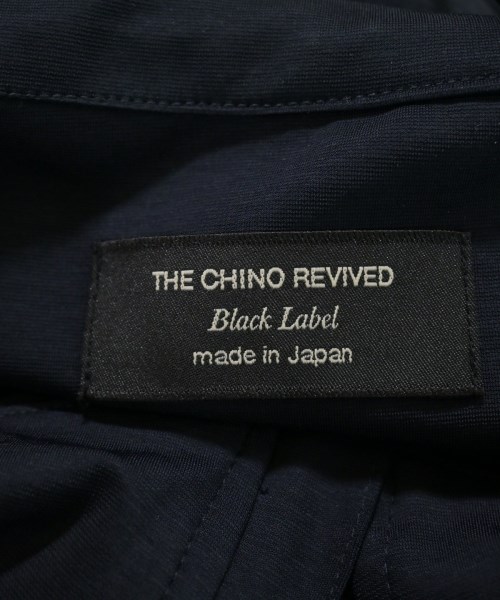 THE CHINO REVIVED
Black Label
made in Japan